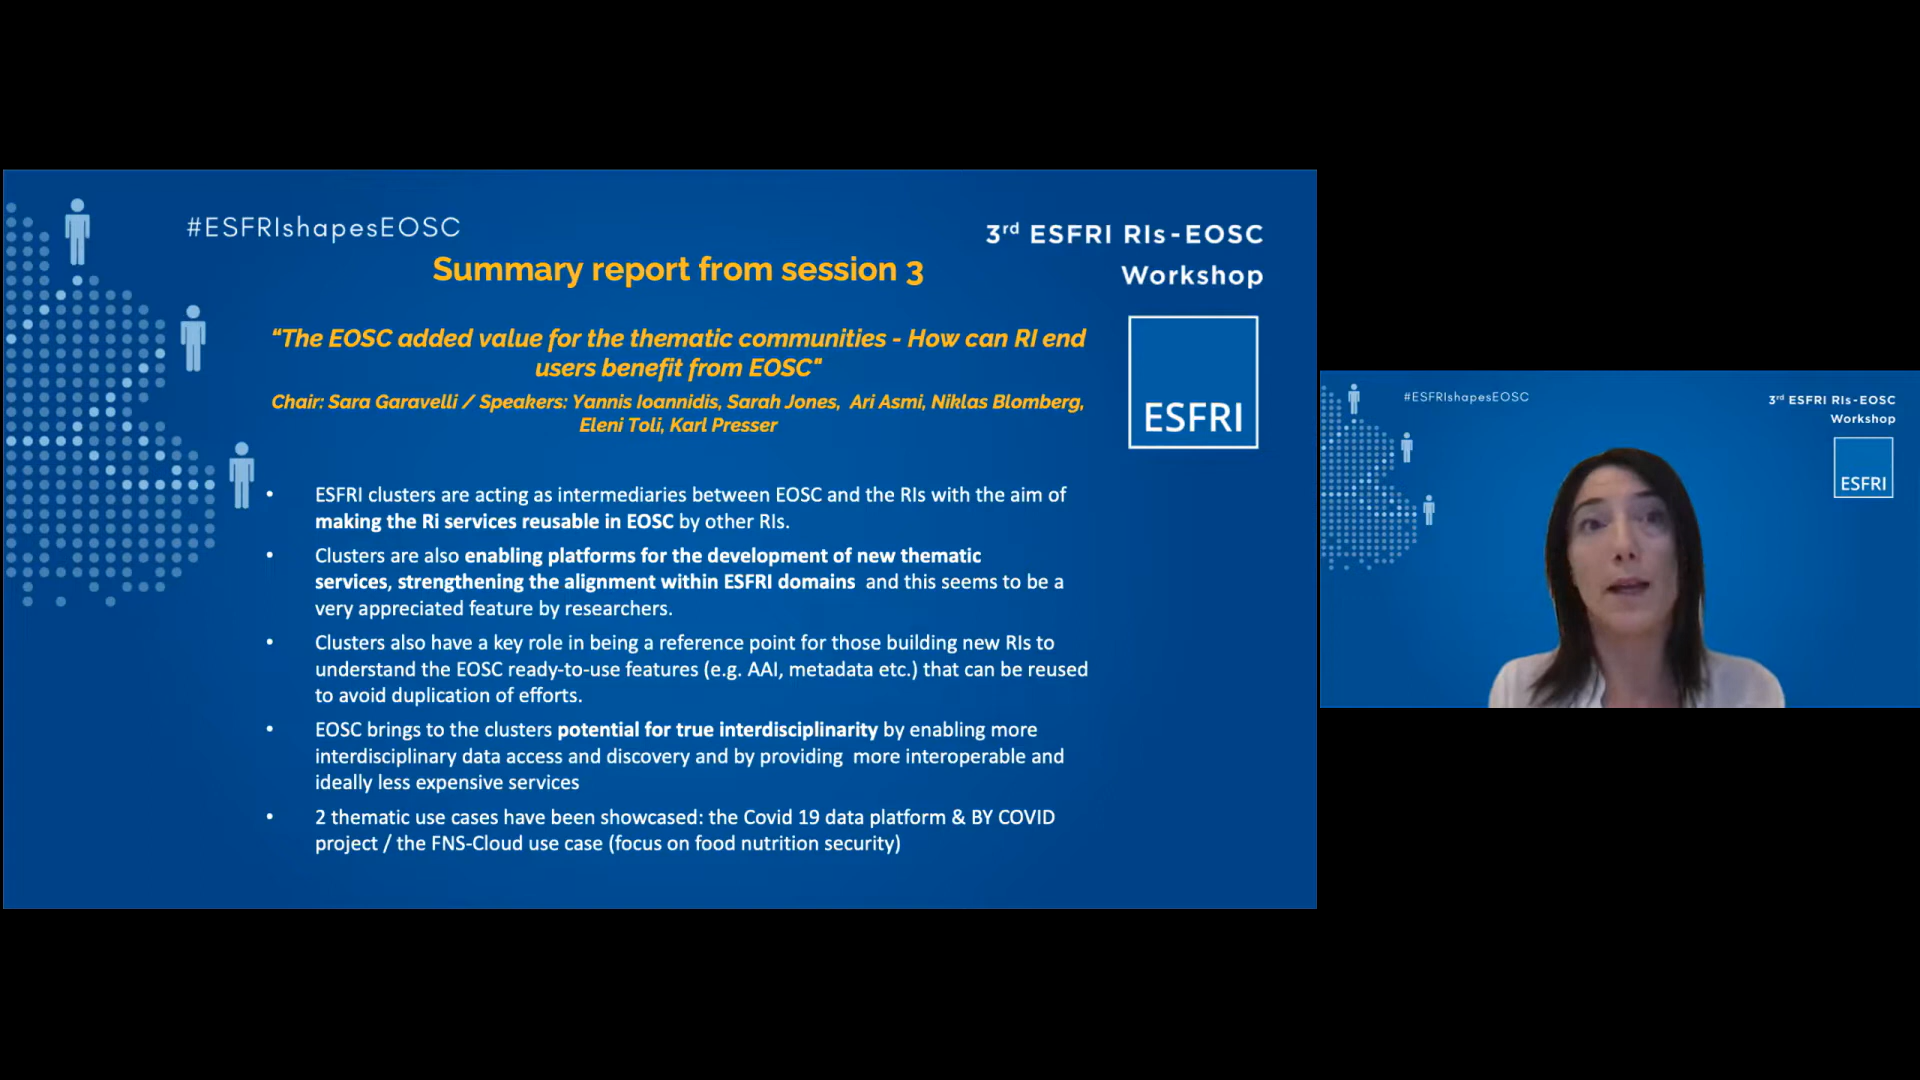 #ESFRIshapesEOSC
3rd ESFRI RIs-EOSC
Workshop
Summary report from session 3
“The EOSC added value for the thematic communities - How can RI end
users benefit from EOSC"
Chair: Sara Garavelli / Speakers: Yannis Ioannidis, Sarah Jones, Ari Asmi, Niklas Blomberg,
Eleni Toli, Karl Presser
ESFRI
• ESFRI clusters are acting as intermediaries between EOSC and the RIs with the aim of
making the Ri services reusable in EOSC by other RIs.
• Clusters are also enabling platforms for the development of new thematic
services, strengthening the alignment within ESFRI domains and this seems to be a
very appreciated feature by researchers.
• Clusters also have a key role in being a reference point for those building new RIs to
understand the EOSC ready-to-use features (e.g. AAI, metadata etc.) that can be reused
to avoid duplication of efforts.
• EOSC brings to the clusters potential for true interdisciplinarity by enabling more
interdisciplinary data access and discovery and by providing more interoperable and
ideally less expensive services
• 2 thematic use cases have been showcased: the Covid 19 data platform & BY COVID
project / the FNS-Cloud use case (focus on food nutrition security)
#ESFRIshapesEOSC
3rd ESFRI RIs-EOSC
Workshop
ESFRI